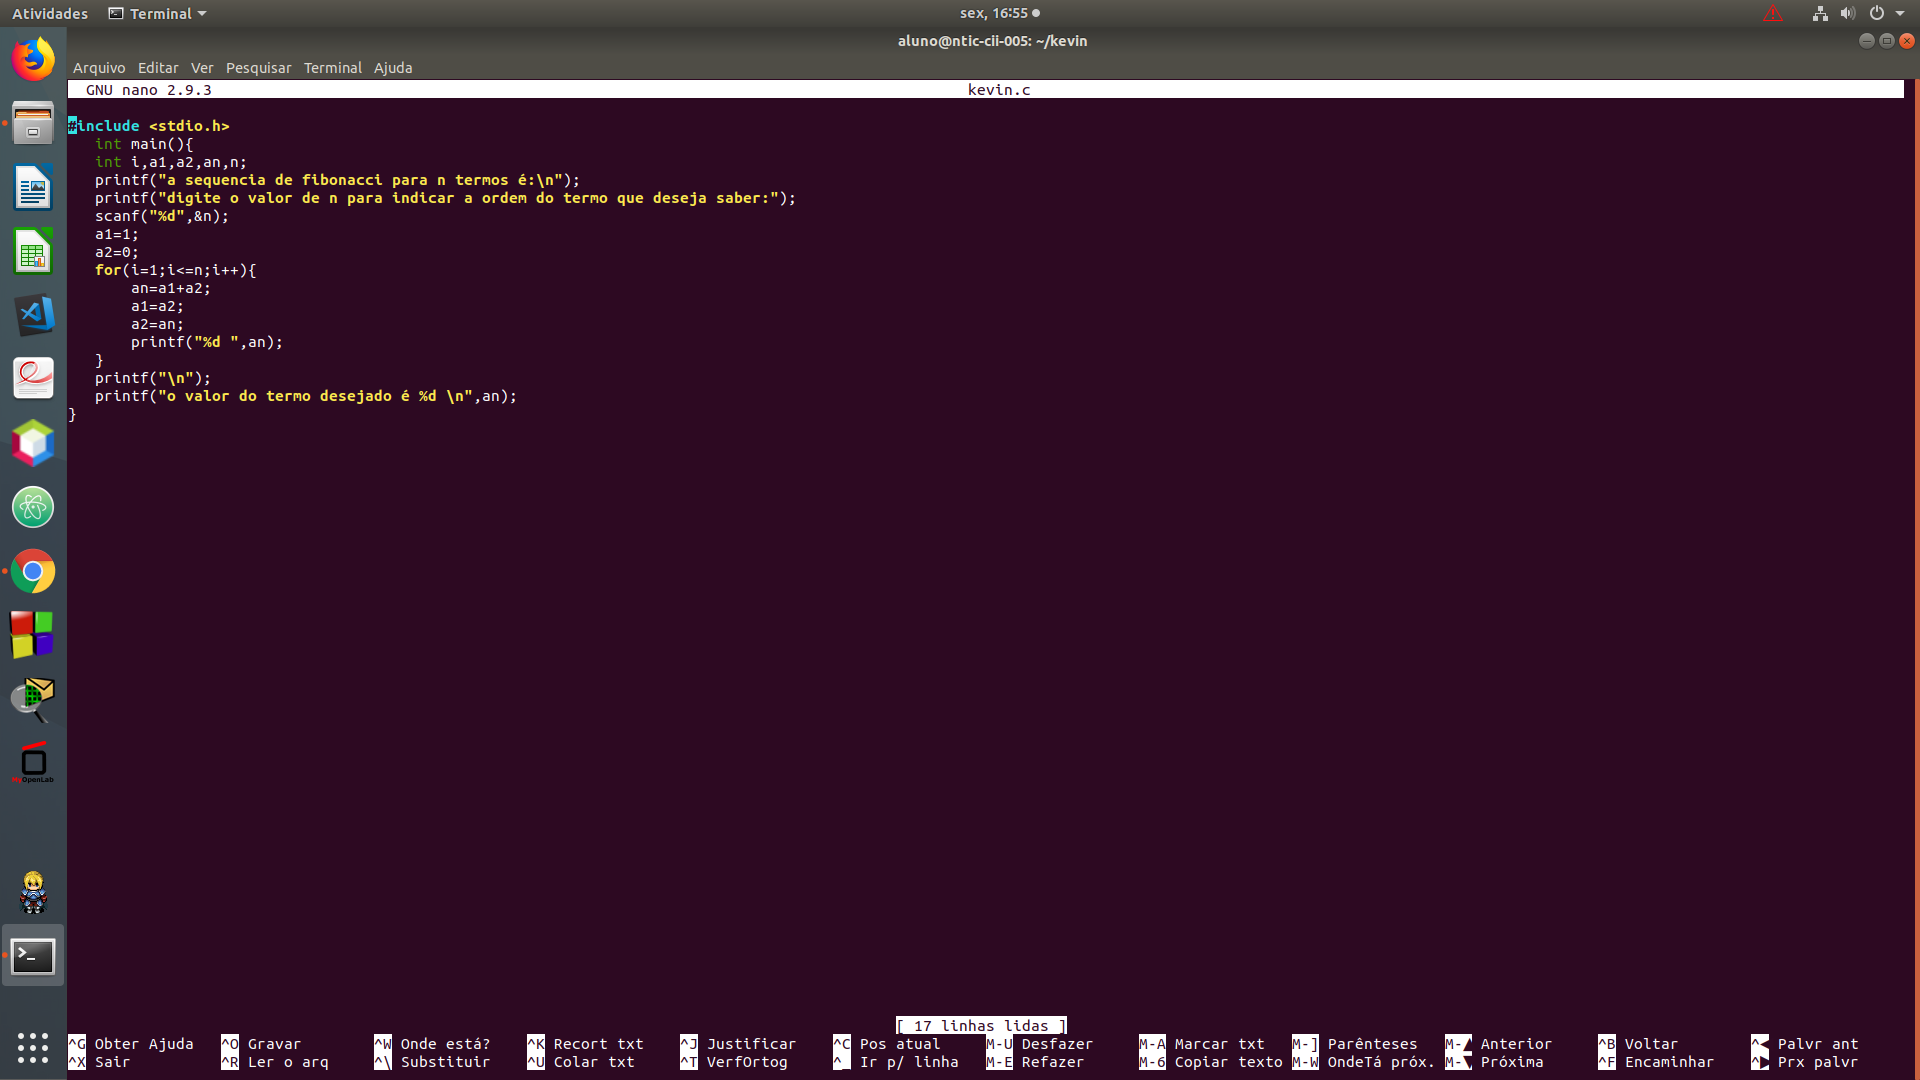 Atividades Terminal sex, 16:55
aluno@ntic-cii-005: ~/kevin
Arquivo Editar Ver Pesquisar Terminal Ajuda
GNU nano 2.9.3 kevin.c
#include <stdio.h>
   int main(){
   int i,a1,a2,an,n;
   printf("a sequencia de fibonacci para n termos é:\n");
   printf("digite o valor de n para indicar a ordem do termo que deseja saber:");
   scanf("%d",&n);
   a1=1;
   a2=0;
   for(i=1;i<=n;i++){
       an=a1+a2;
       a1=a2;
       a2=an;
       printf("%d ",an);
   }
   printf("\n");
   printf("o valor do termo desejado é %d \n",an);
}
OpenLab
[ 17 linhas lidas ]
^G Obter Ajuda ^O Gravar ^W Onde está? ^K Recort txt ^J Justificar ^C Pos atual M-U Desfazer M-A Marcar txt M-] Parênteses M-▲ Anterior ^B Voltar ^◀ Palvr ant
^X Sair ^R Ler o arq ^\ Substituir ^U Colar txt ^T VerfOrtog ^_ Ir p/ linha M-E Refazer M-6 Copiar texto M-W OndeTá próx. M-▼ Próxima ^F Encaminhar ^▶ Prx palvr